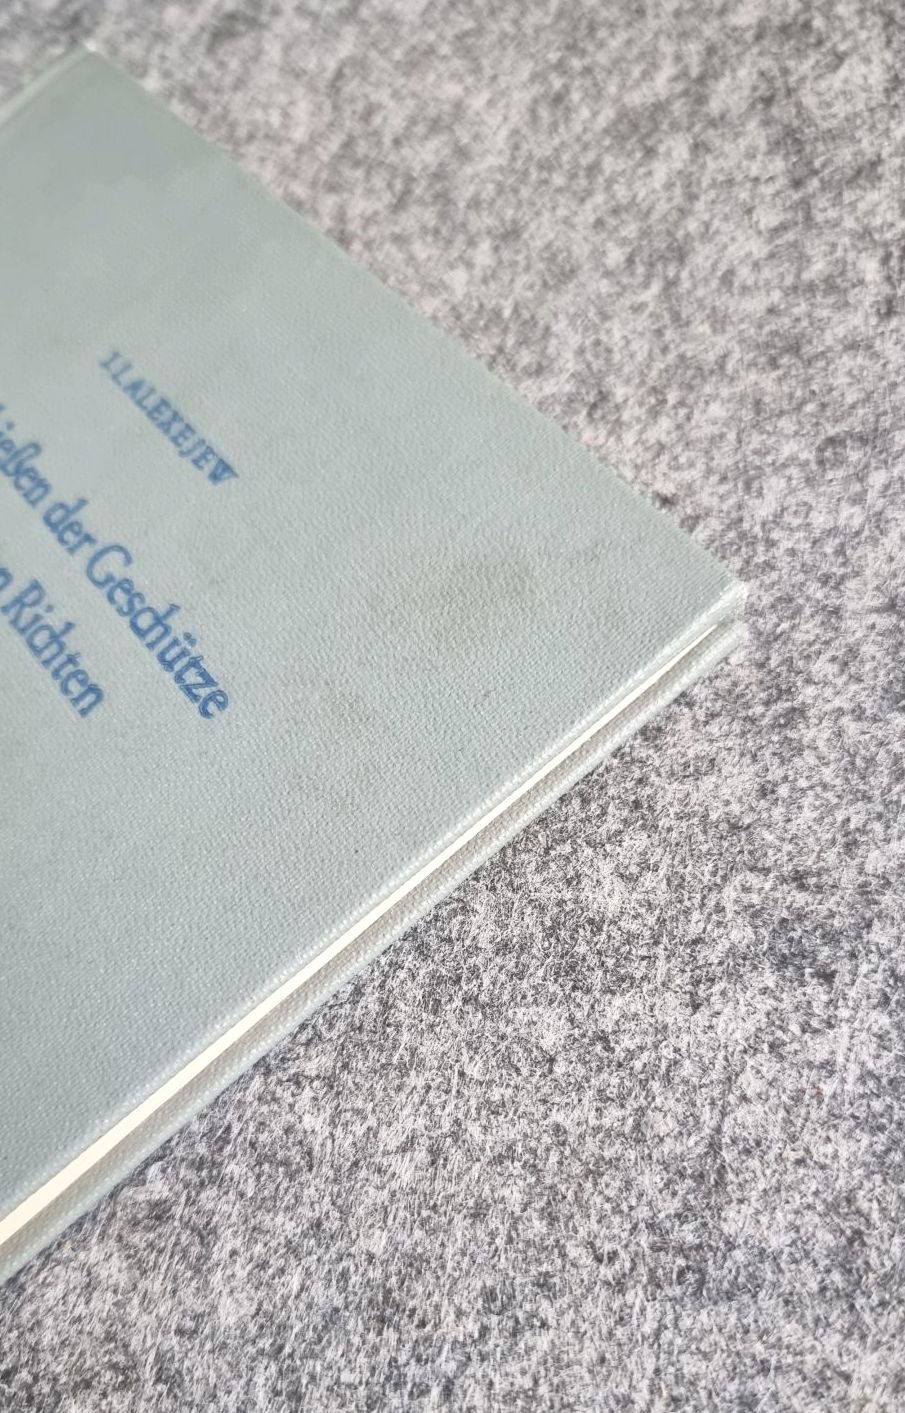 I.I.ALEXEJEW
ießen der Geschütze
n Richten